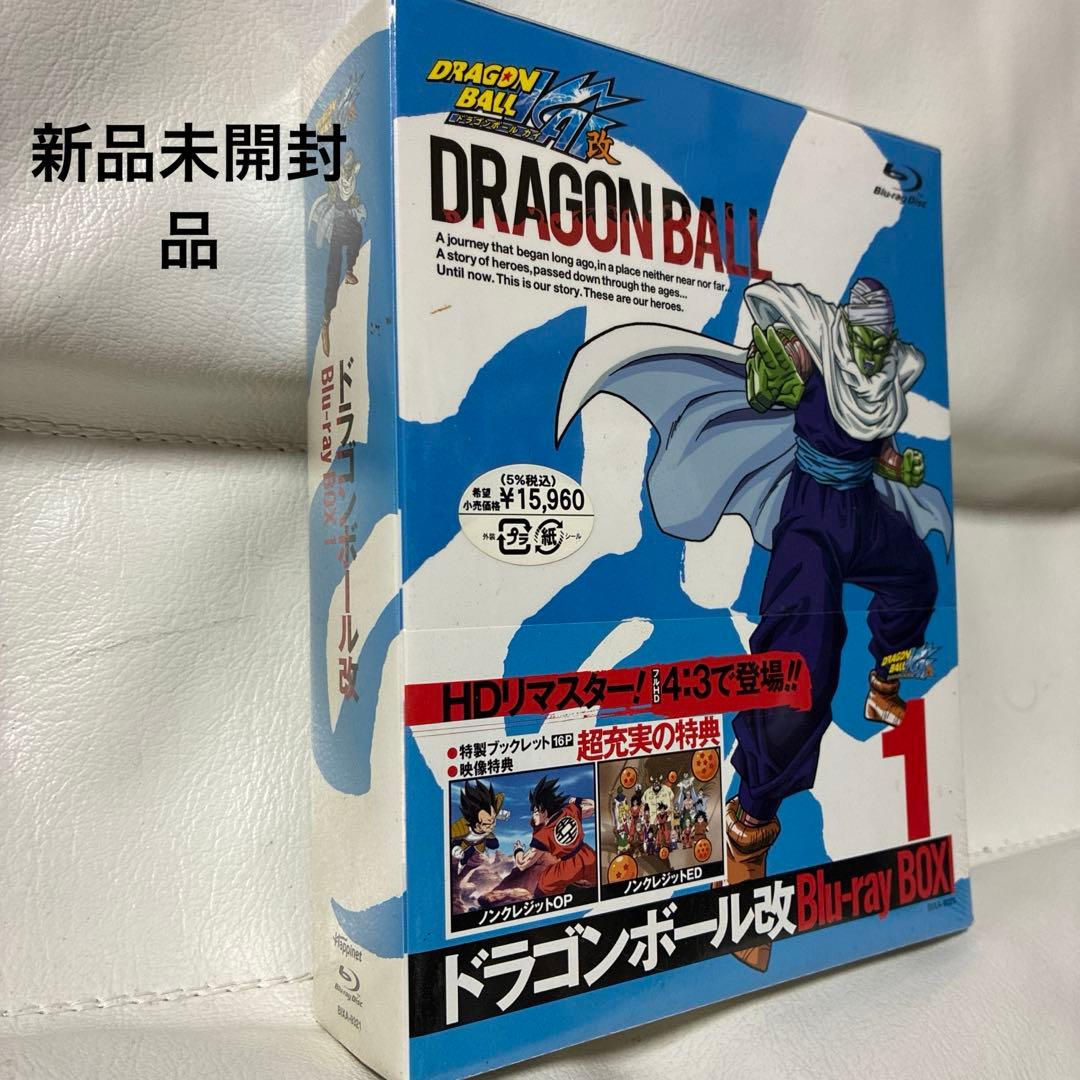 新品未開封
品
DRAGON
BALL
KAI
ドラゴンボール カイ
改
Blu-ray Disc
DRAGON BALL
A journey that began long ago, in a place neither near nor far...
A story of heroes, passed down through the ages...
Until now. This is our story. These are our heroes.
ドラゴンボール改
Blu-ray BOX 1
(5%税込)
希望
小売価格 ¥15,960
外装 プラ 紙 シール
DRAGON
BALL
HDリマスター! フルHD 4:3で登場!!
●特製ブックレット 16P
●映像特典
超充実の特典
ノンクレジットOP
ノンクレジットED
1
ドラゴンボール改 Blu-ray BOX
BIXA-9321
Happinet
Blu-ray Disc
BIXA-9321